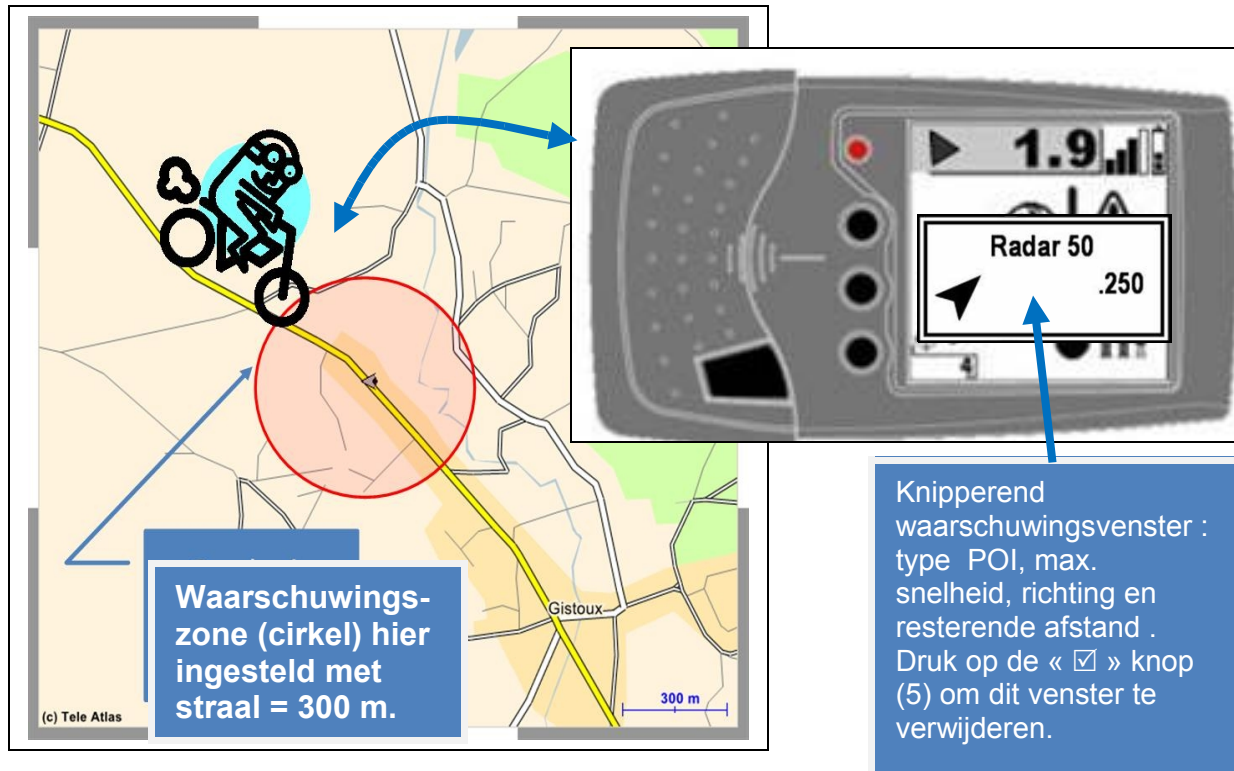 1.9
Radar 50
.250
4
Gistoux
300 m
(c) Tele Atlas
Waarschuwings-
zone (cirkel) hier
ingesteld met
straal = 300 m.
Knipperend
waarschuwingsvenster :
type POI, max.
snelheid, richting en
resterende afstand .
Druk op de « ☑ » knop
(5) om dit venster te
verwijderen.